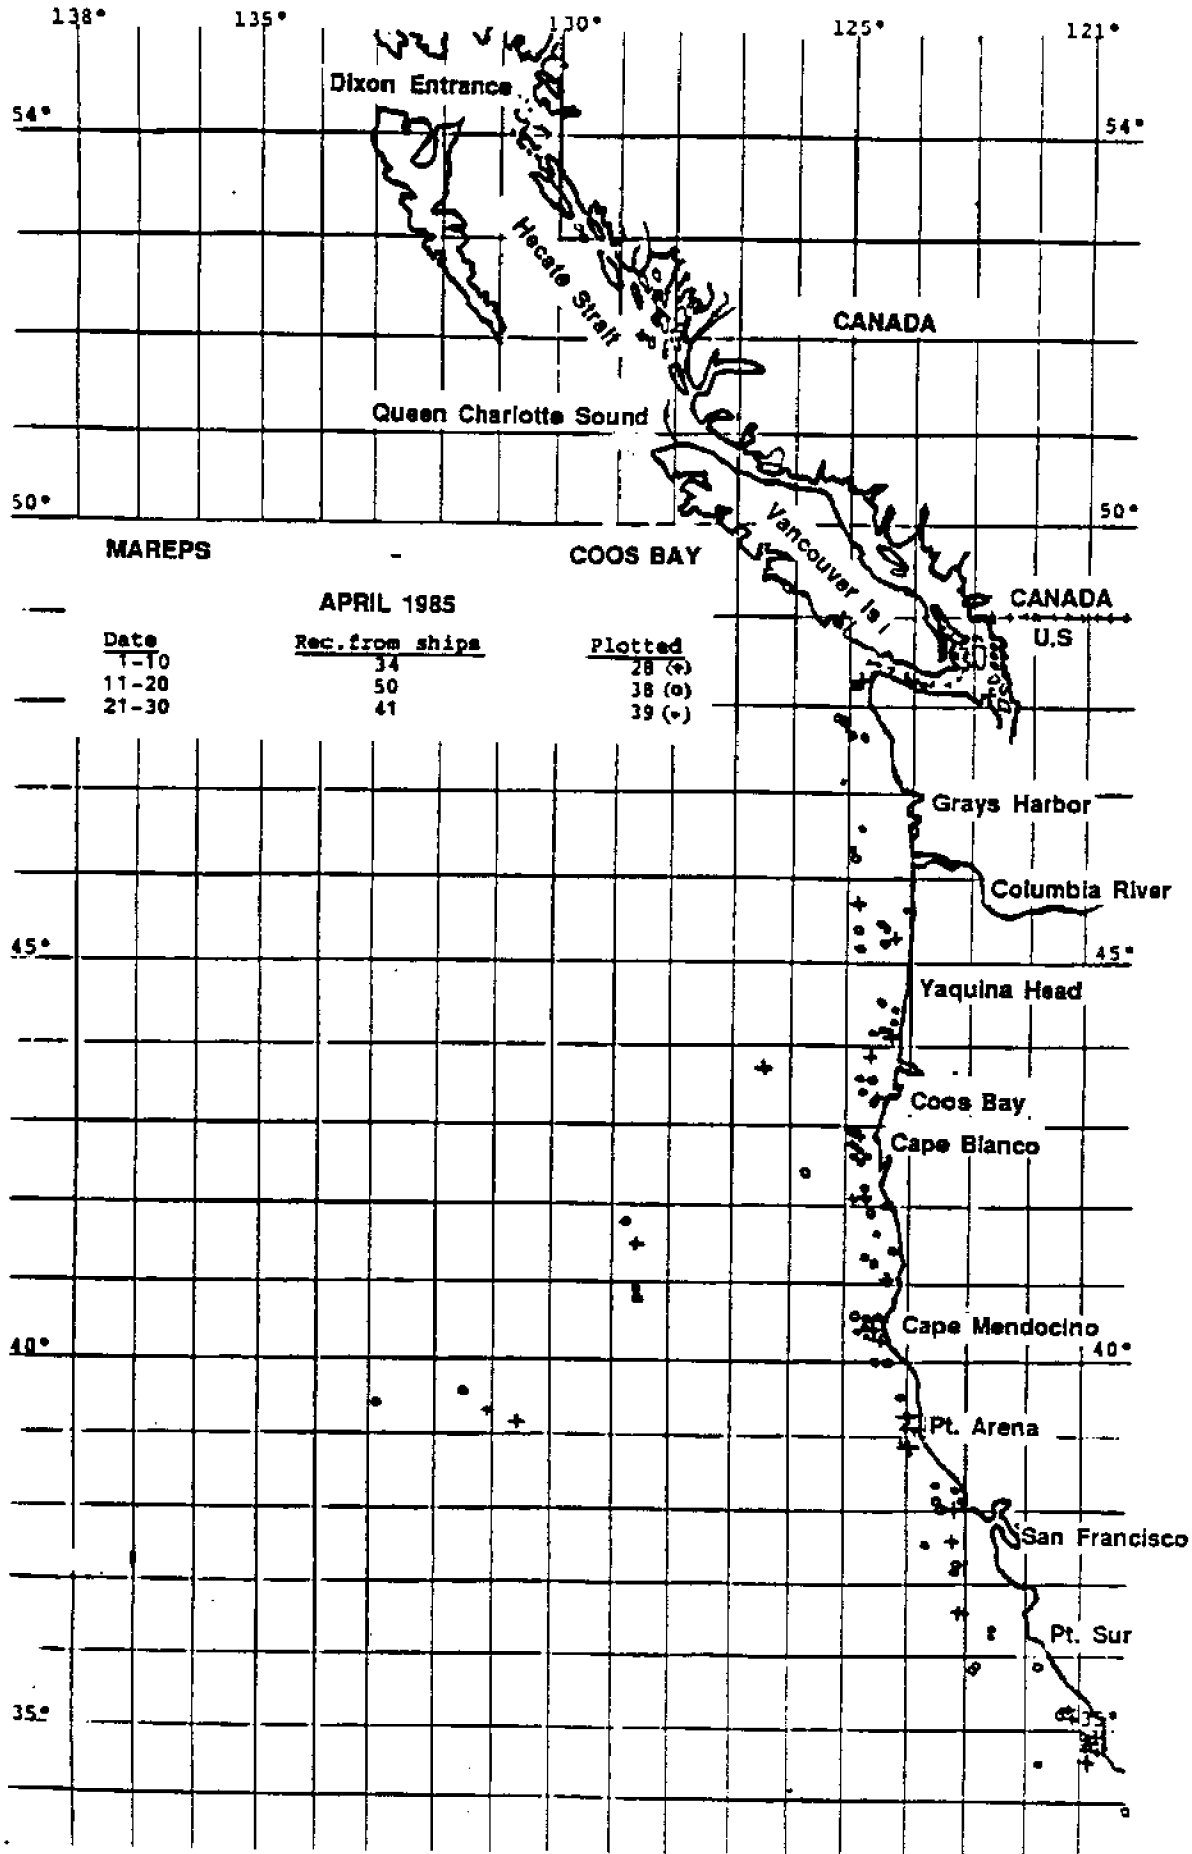 138° 135° 130° 125° 121°
Dixon Entrance
54° 54°
Hecate Strait
CANADA
Queen Charlotte Sound
50° 50°
Vancouver Is
MAREPS - COOS BAY
APRIL 1985
CANADA
U.S
Date Rec.from ships Plotted
1-10 34 28 (+)
11-20 50 38 (o)
21-30 41 39 (•)
Grays Harbor
Columbia River
45° 45°
Yaquina Head
Coos Bay
Cape Blanco
Cape Mendocino
40° 40°
Pt. Arena
San Francisco
Pt. Sur
35° 35°